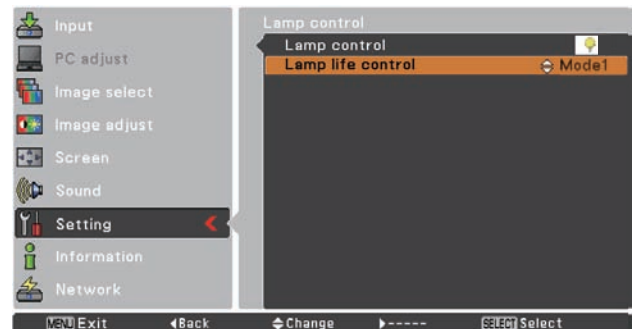 Input
PC adjust
Image select
Image adjust
Screen
Sound
Setting
Information
Network
Lamp control
Lamp control
Lamp life control Mode1
MENU Exit Back Change ----- SELECT Select